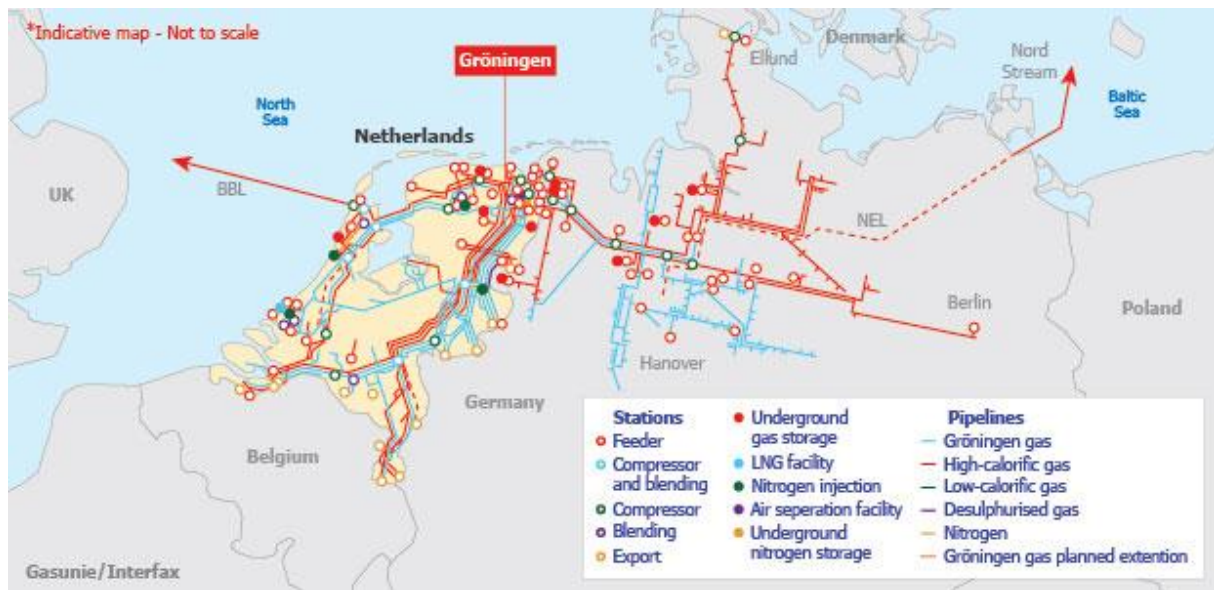 *Indicative map - Not to scale
Gröningen
Denmark
Ellund
Nord
Stream
Baltic
Sea
North
Sea
Netherlands
UK
BBL
NEL
Berlin
Poland
Hanover
Germany
Belgium
Stations
Feeder
Compressor
and blending
Compressor
Blending
Export
Underground
gas storage
LNG facility
Nitrogen injection
Air seperation facility
Underground
nitrogen storage
Pipelines
Gröningen gas
High-calorific gas
Low-calorific gas
Desulphurised gas
Nitrogen
Gröningen gas planned extention
Gasunie/Interfax